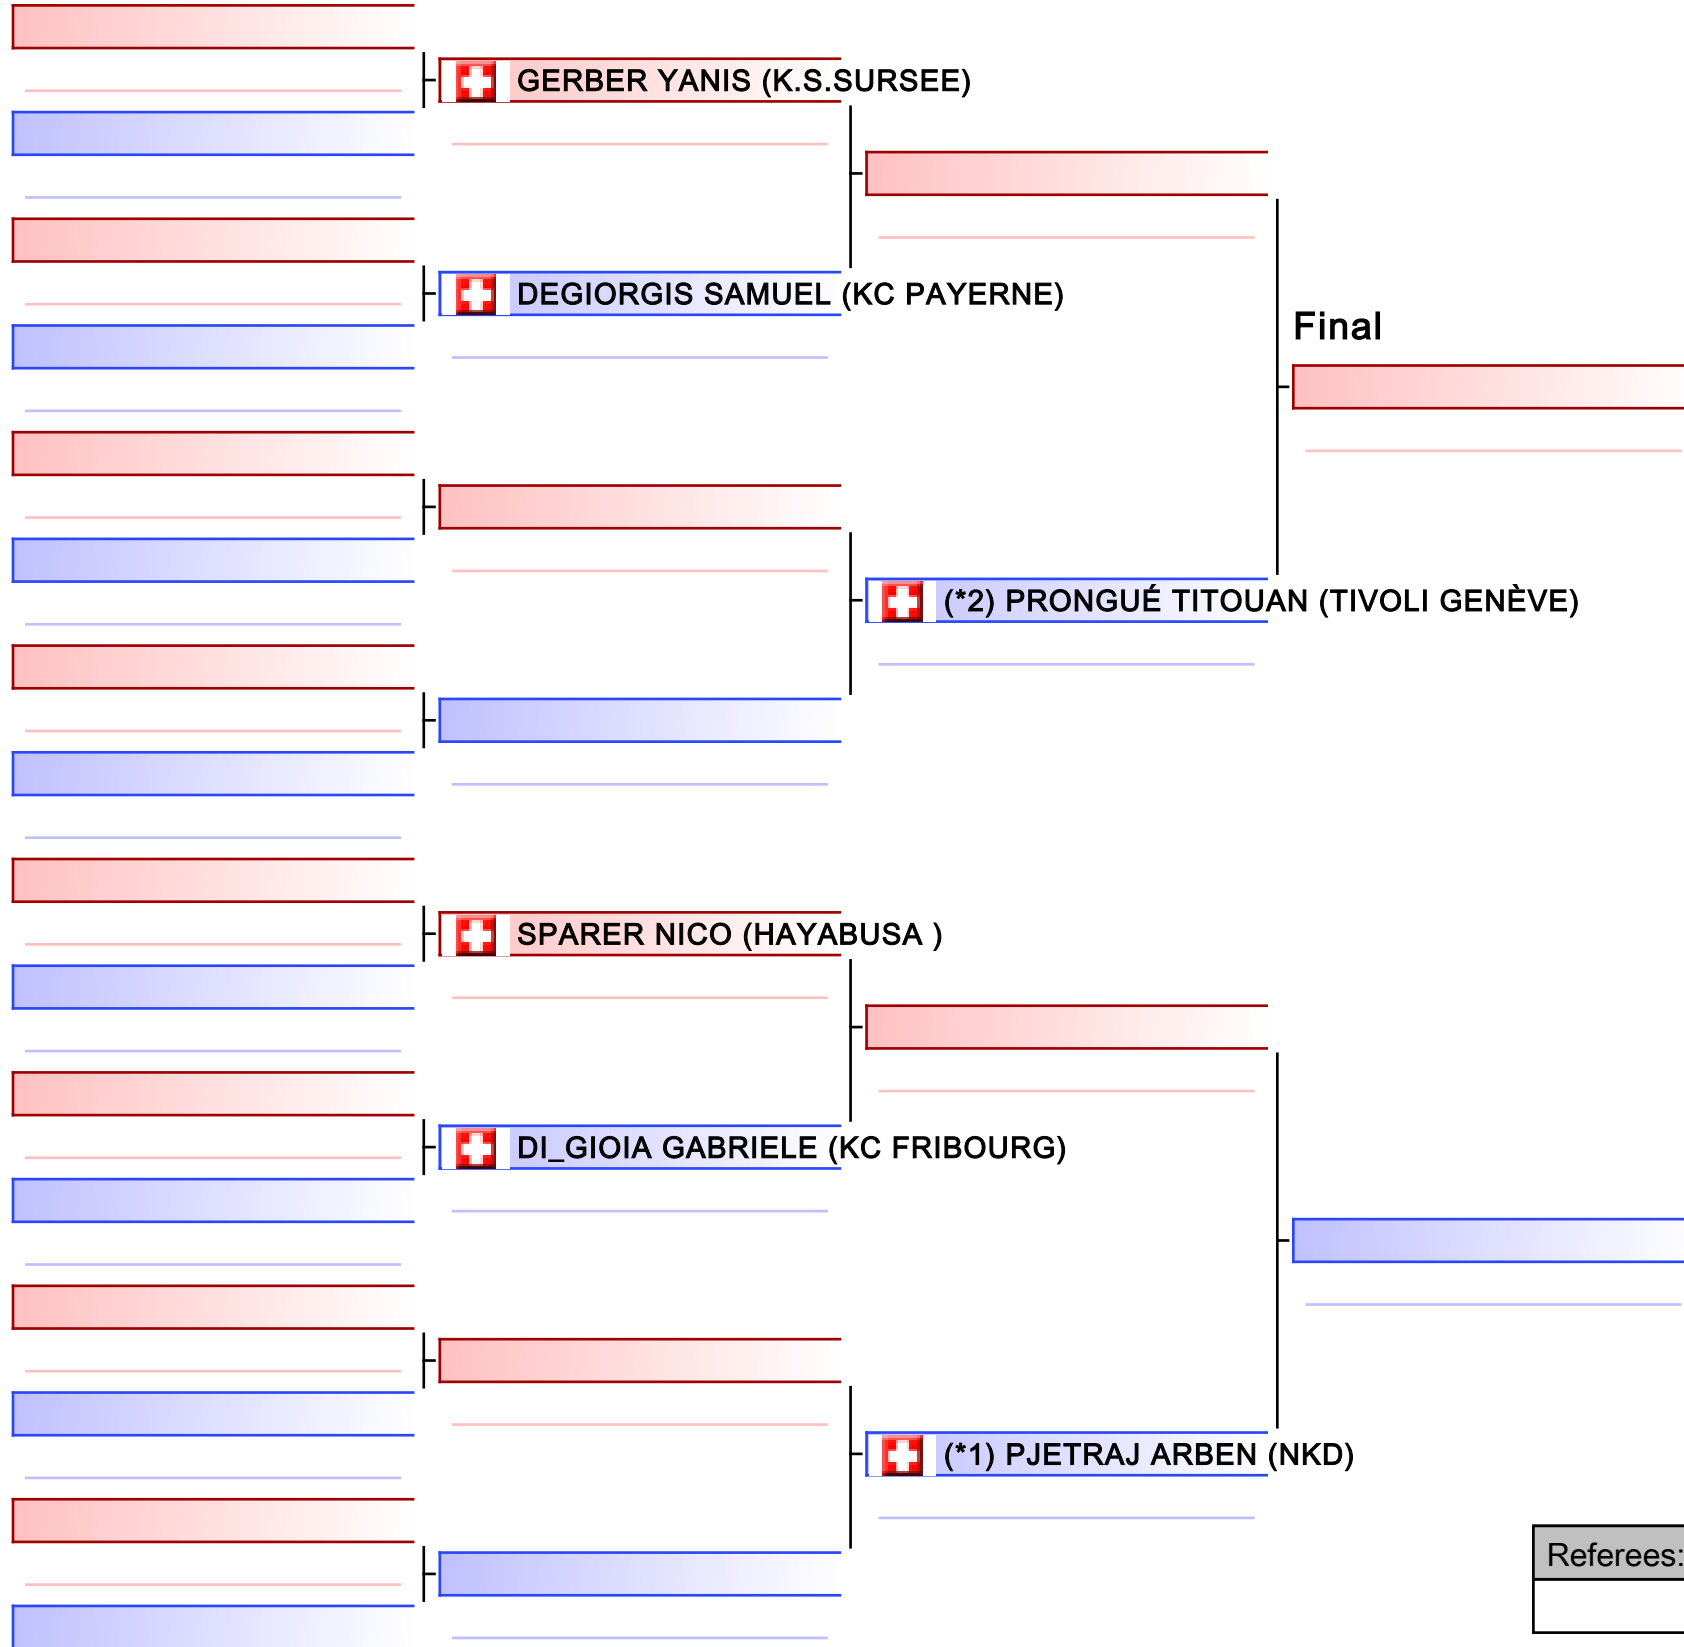 GERBER YANIS (K.S.SURSEE)
DEGIORGIS SAMUEL (KC PAYERNE)
Final
(*2) PRONGUÉ TITOUAN (TIVOLI GENÈVE)
SPARER NICO (HAYABUSA )
DI_GIOIA GABRIELE (KC FRIBOURG)
(*1) PJETRAJ ARBEN (NKD)
Referees: